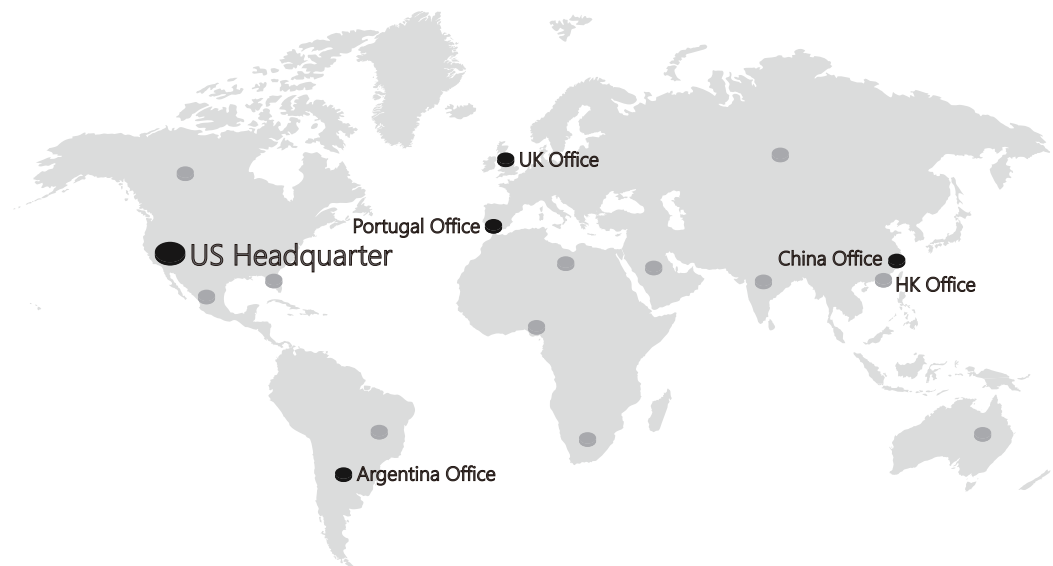 UK Office
Portugal Office
US Headquarter
China Office
HK Office
Argentina Office